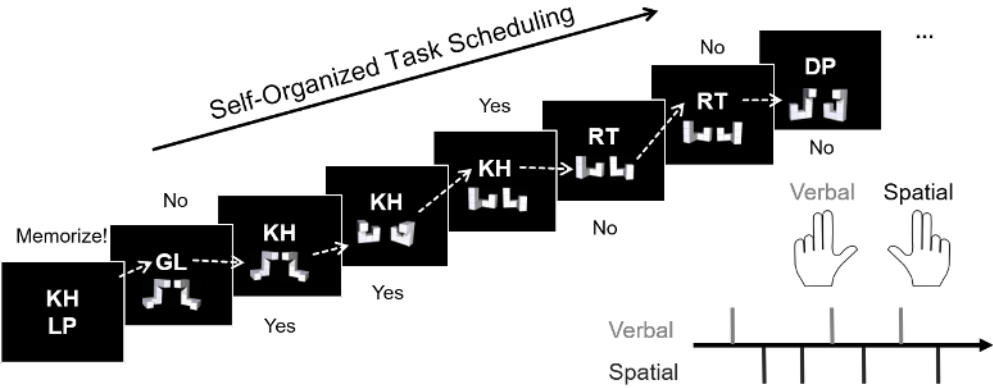 Self-Organized Task Scheduling
Memorize!
KH
LP
No
GL
KH
Yes
KH
Yes
Yes
KH
RT
No
No
RT
DP
No
...
Verbal
Spatial
Verbal
Spatial